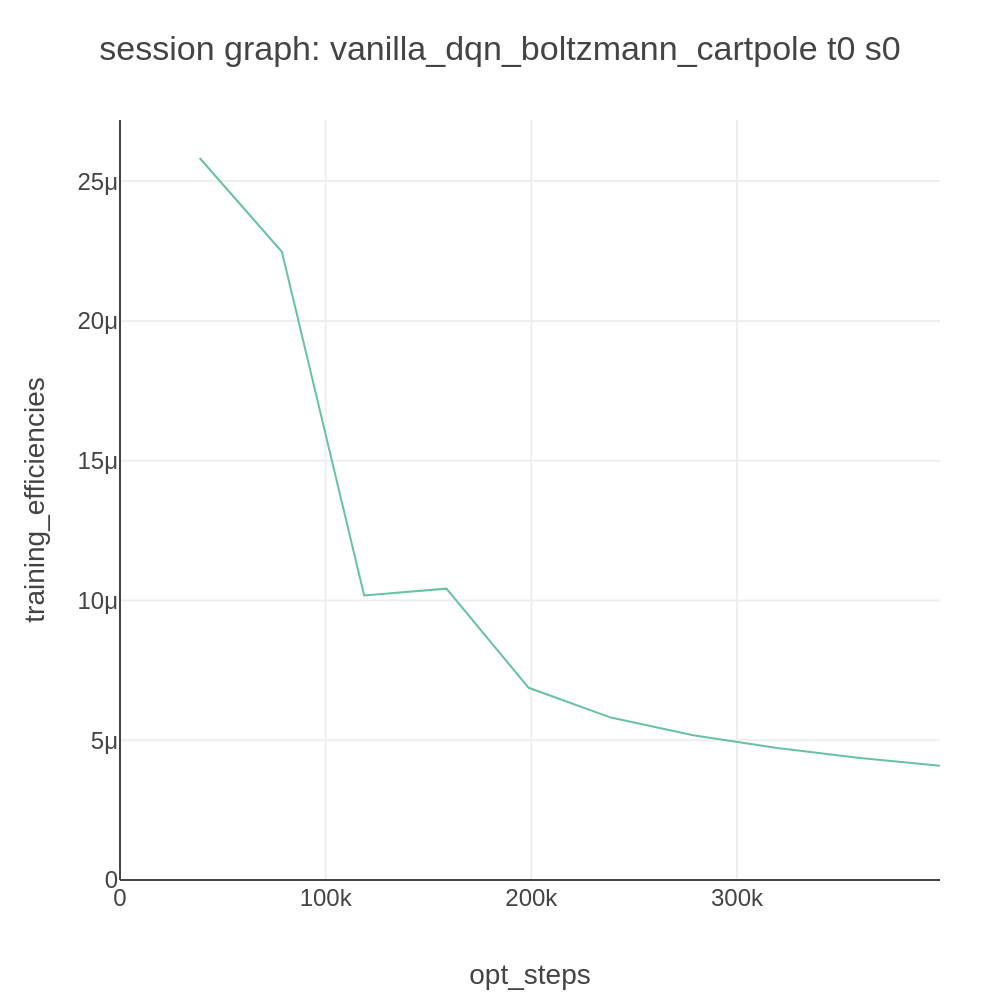 session graph: vanilla_dqn_boltzmann_cartpole t0 s0
training_efficiencies
25μ
20μ
15μ
10μ
5μ
0
0 100k 200k 300k
opt_steps